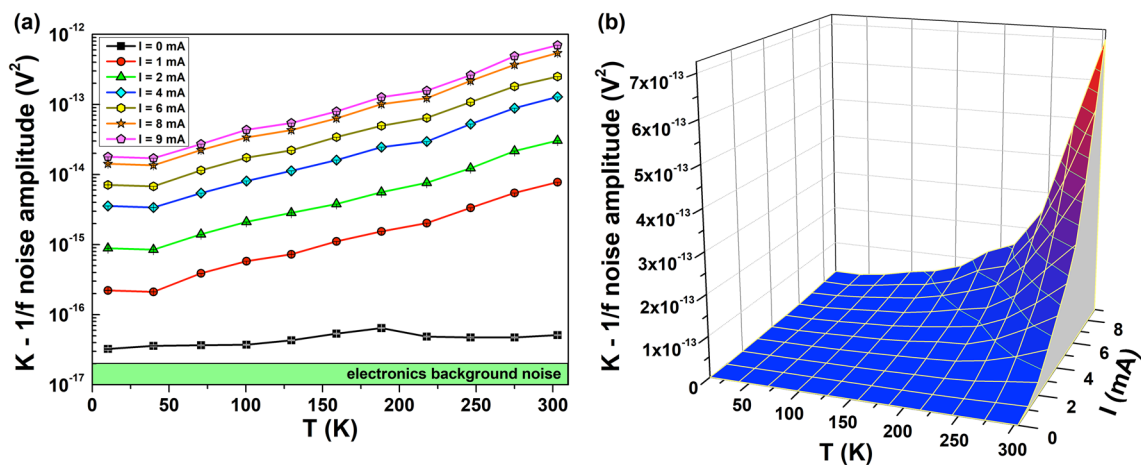 (a)
K - 1/f noise amplitude (V²)
10⁻¹²
10⁻¹³
10⁻¹⁴
10⁻¹⁵
10⁻¹⁶
10⁻¹⁷
I = 0 mA
I = 1 mA
I = 2 mA
I = 4 mA
I = 6 mA
I = 8 mA
I = 9 mA
electronics background noise
0 50 100 150 200 250 300
T (K)
(b)
K - 1/f noise amplitude (V²)
7x10⁻¹³
6x10⁻¹³
5x10⁻¹³
4x10⁻¹³
3x10⁻¹³
2x10⁻¹³
1x10⁻¹³
0
50 100 150 200 250 300
T (K)
0 2 4 6 8
I (mA)